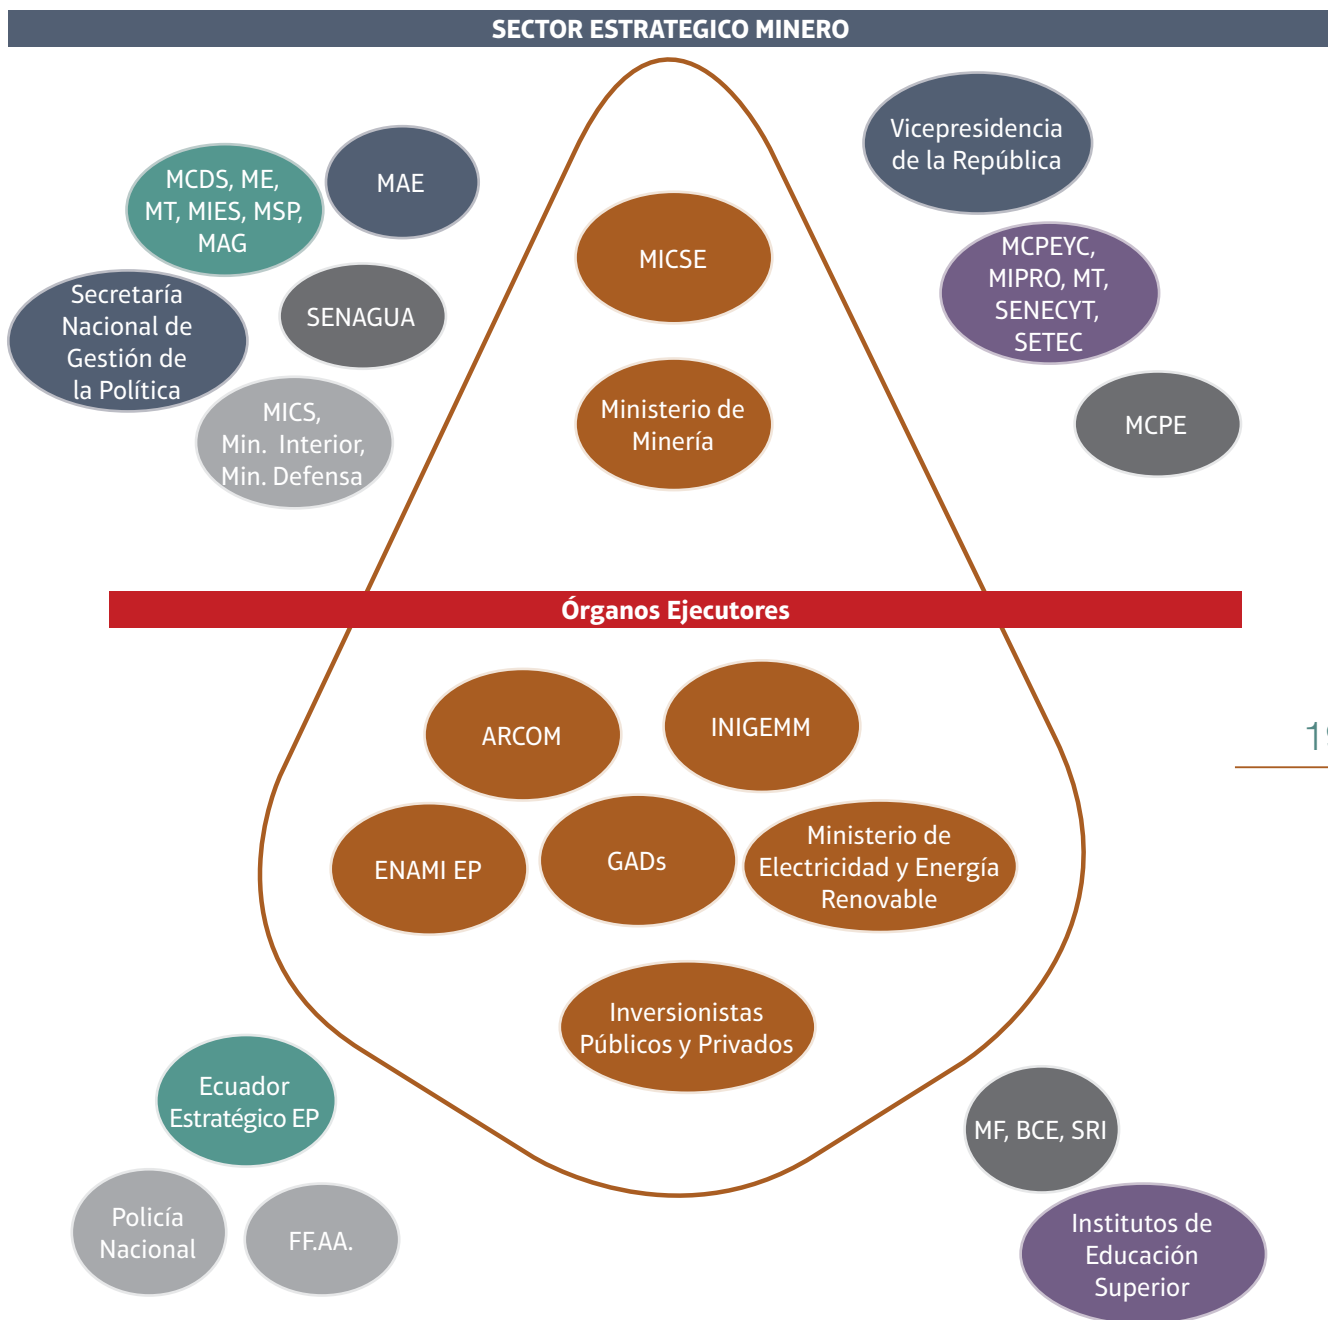 SECTOR ESTRATEGICO MINERO
Vicepresidencia
de la República
MCDS, ME,
MT, MIES, MSP,
MAG
MAE
MICSE
MCPEYC,
MIPRO, MT,
SENECYT,
SETEC
Secretaría
Nacional de
Gestión de
la Política
SENAGUA
MICS,
Min. Interior,
Min. Defensa
Ministerio de
Minería
MCPE
Órganos Ejecutores
ARCOM
INIGEMM
ENAMI EP
GADs
Ministerio de
Electricidad y Energía
Renovable
Inversionistas
Públicos y Privados
Ecuador
Estratégico EP
MF, BCE, SRI
Policía
Nacional
FF.AA.
Institutos de
Educación
Superior